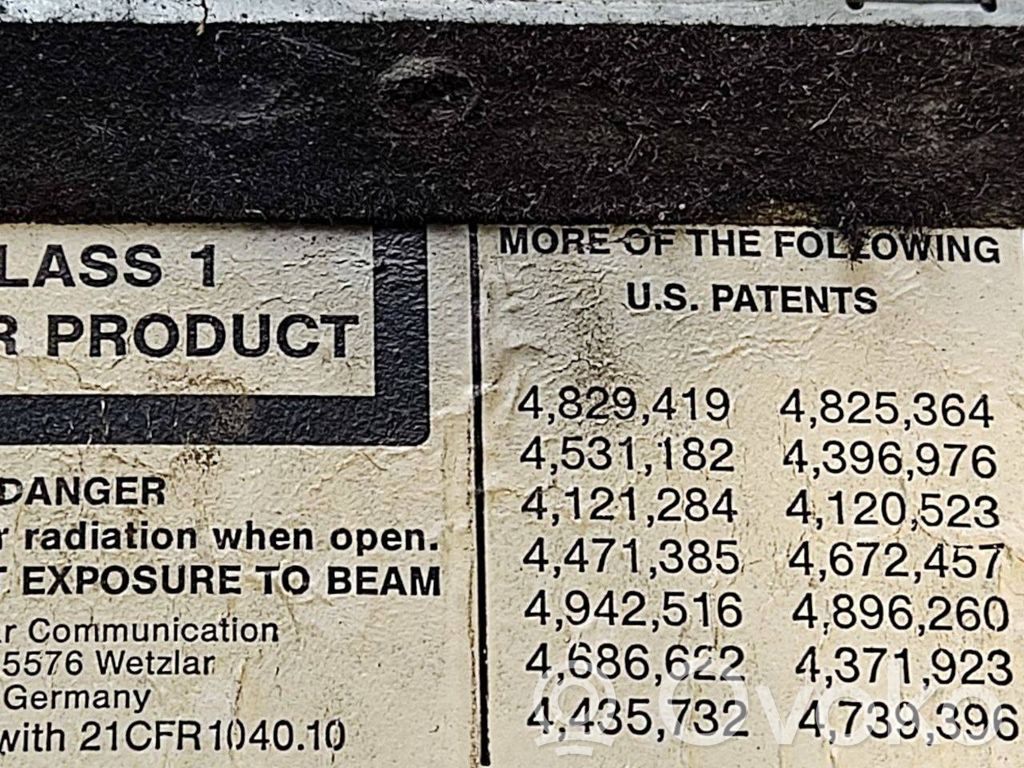 LASS 1
R PRODUCT
DANGER
r radiation when open.
T EXPOSURE TO BEAM
ar Communication
5576 Wetzlar
Germany
with 21CFR1040.10
MORE OF THE FOLLOWING
U.S. PATENTS
4,829,419 4,825,364
4,531,182 4,396,976
4,121,284 4,120,523
4,471,385 4,672,457
4,942,516 4,896,260
4,686,622 4,371,923
4,435,732 4,739,396
Ovoko